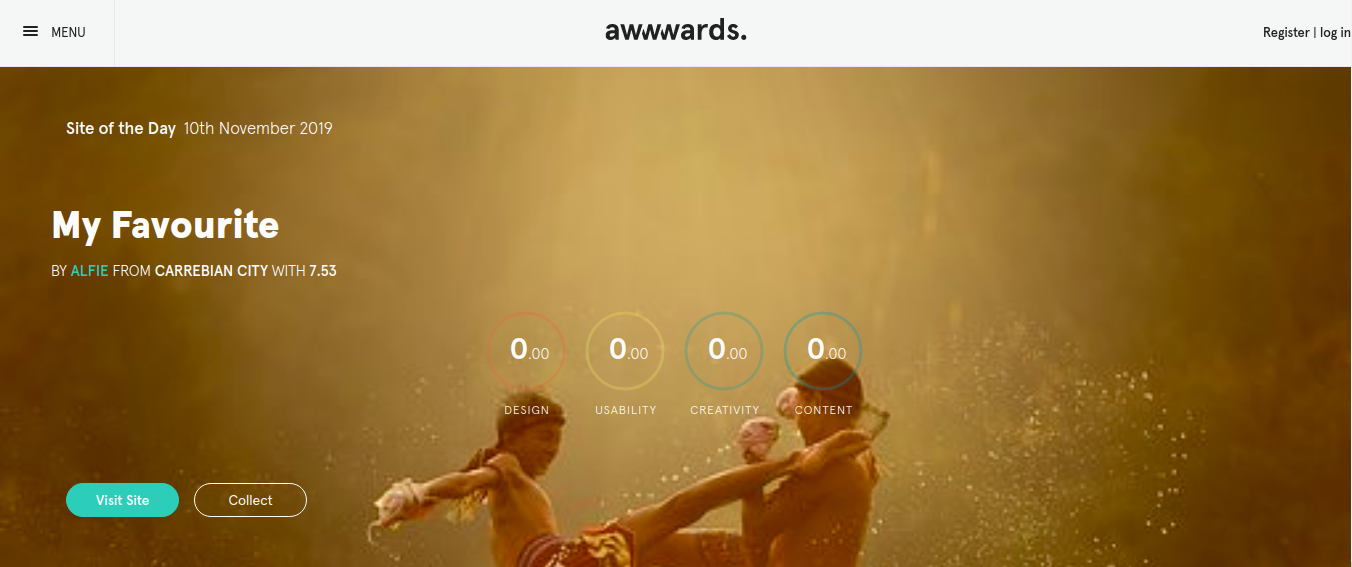 MENU
awwwards.
Register | log in
Site of the Day 10th November 2019
My Favourite
BY ALFIE FROM CARREBIAN CITY WITH 7.53
0.00 0.00 0.00 0.00
DESIGN USABILITY CREATIVITY CONTENT
Visit Site Collect